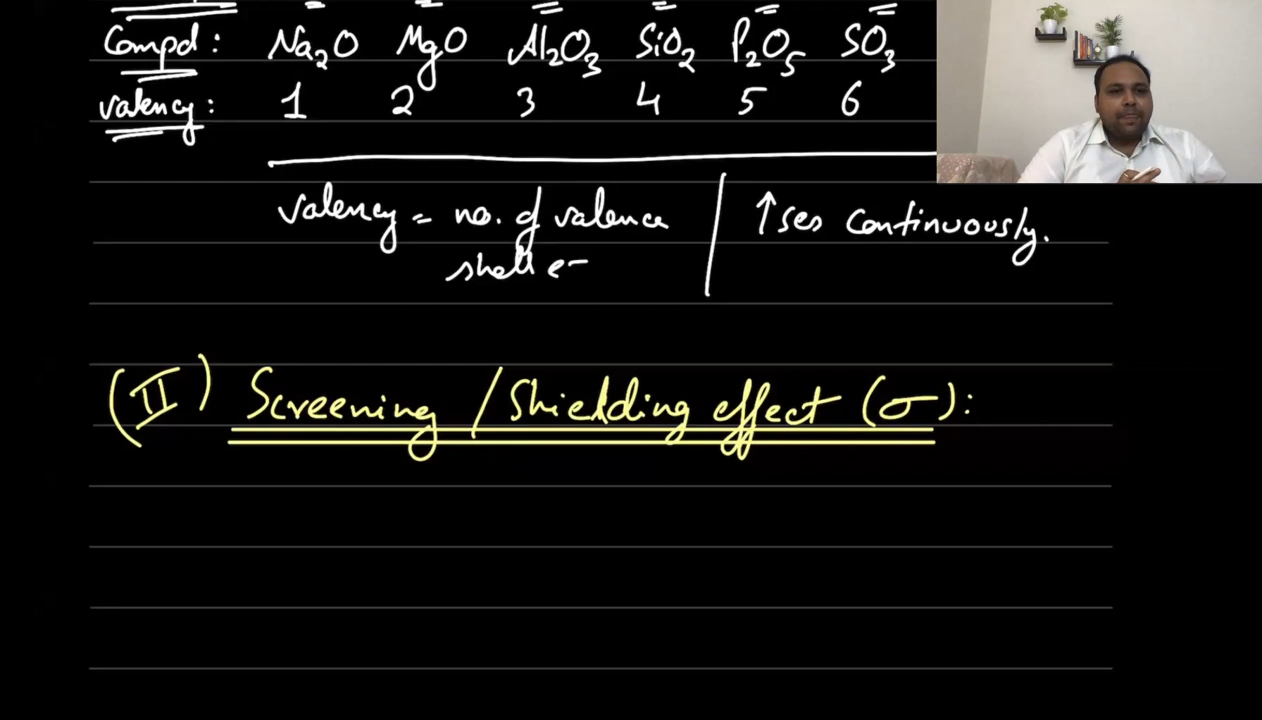 Compd : Na₂O MgO Al₂O₃ SiO₂ P₂O₅ SO₃
valency : 1 2 3 4 5 6
valency = no. of valence | ↑ses continuously.
shell e⁻
(II) Screening / Shielding effect (σ):